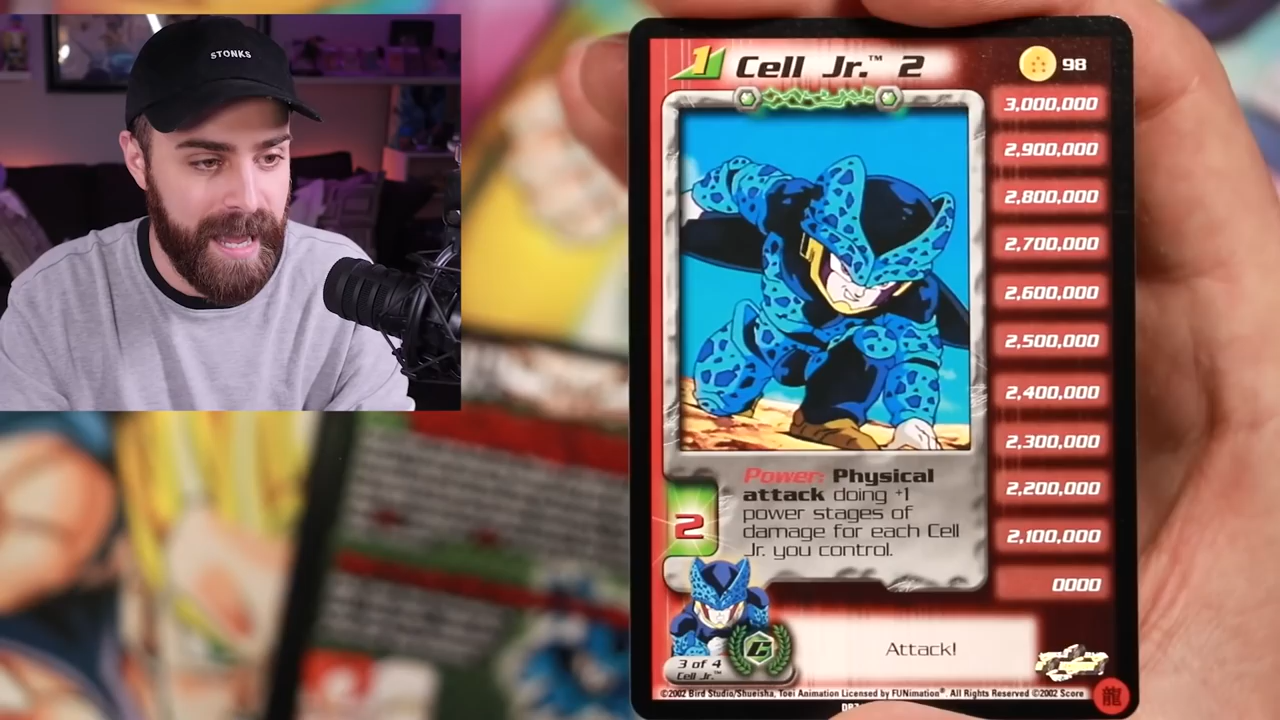 STONKS
1 Cell Jr.™ 2
98
3,000,000
2,900,000
2,800,000
2,700,000
2,600,000
2,500,000
2,400,000
2,300,000
2,200,000
2,100,000
0000
Power: Physical
attack doing +1
power stages of
damage for each Cell
Jr. you control.
2
3 of 4
Cell Jr.™
G
Attack!
龍
©2002 Bird Studio/Shueisha, Toei Animation Licensed by FUNimation®. All Rights Reserved ©2002 Score